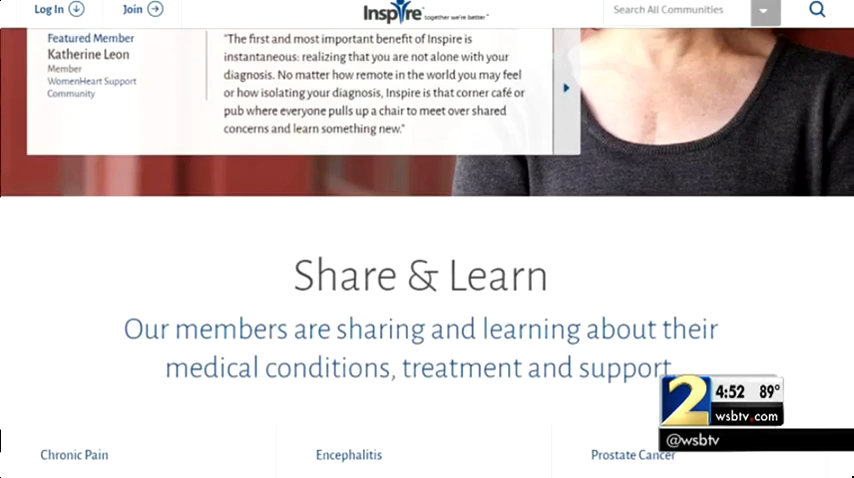 Log In
Join
Inspire together we're better™
Search All Communities
Featured Member
Katherine Leon
Member
WomenHeart Support
Community
"The first and most important benefit of Inspire is
instantaneous: realizing that you are not alone with your
diagnosis. No matter how remote in the world you may feel
or how isolating your diagnosis, Inspire is that corner café or
pub where everyone pulls up a chair to meet over shared
concerns and learn something new."
Share & Learn
Our members are sharing and learning about their
medical conditions, treatment and support
2 4:52 89°
wsbtv.com
@wsbtv
Chronic Pain
Encephalitis
Prostate Cancer